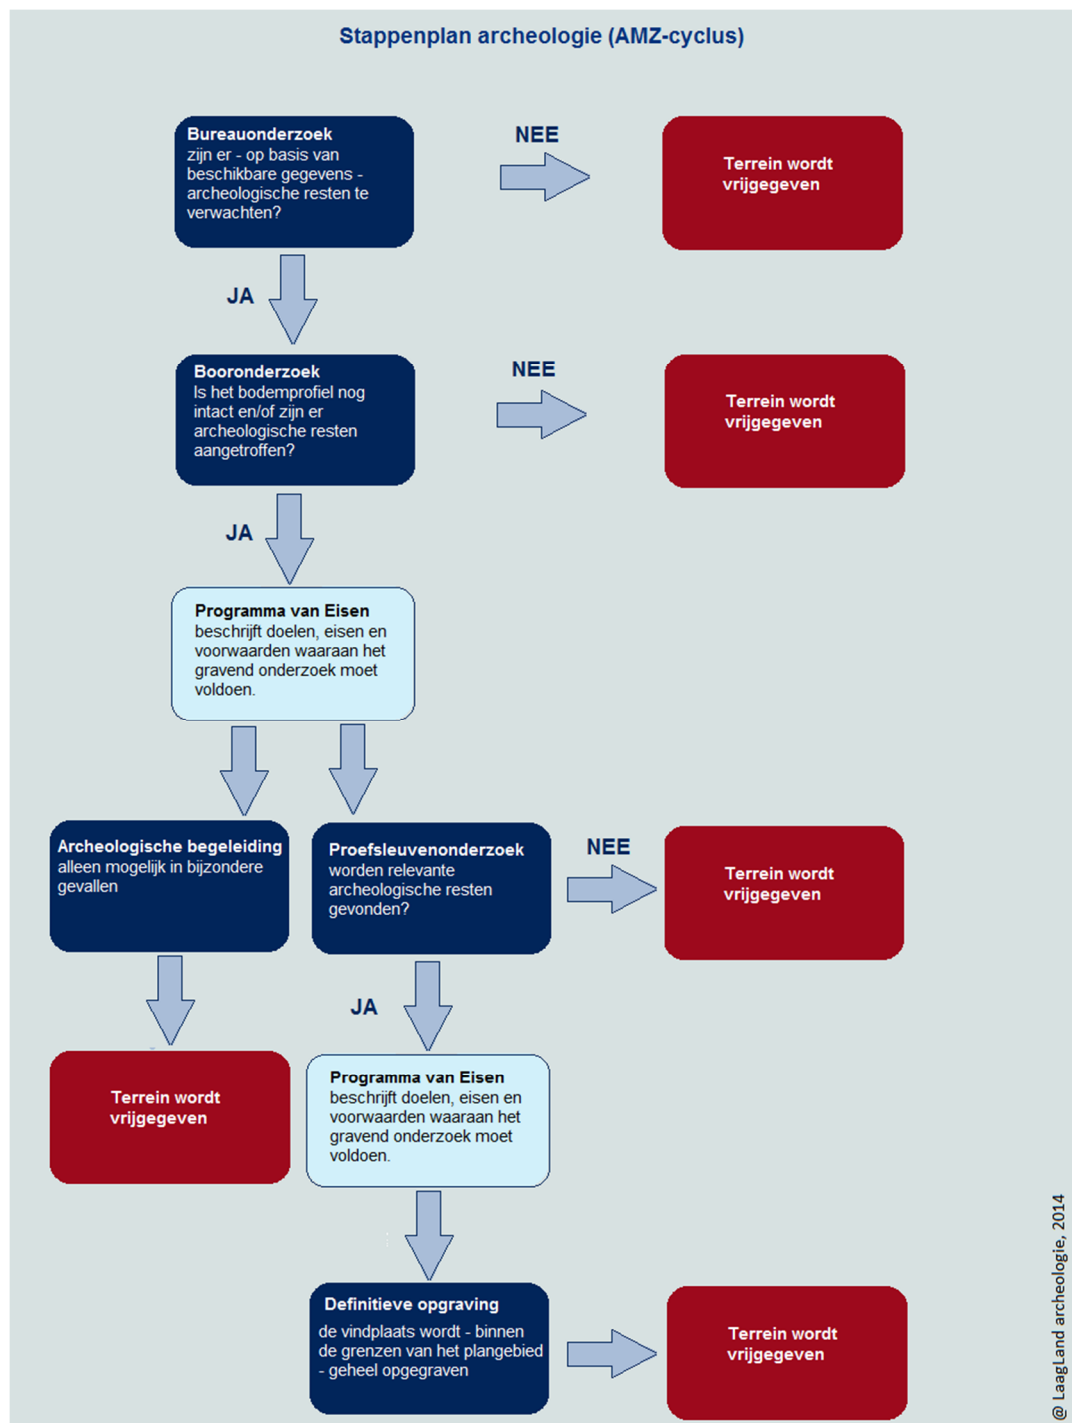 Stappenplan archeologie (AMZ-cyclus)
Bureauonderzoek
zijn er - op basis van
beschikbare gegevens -
archeologische resten te
verwachten?
NEE
Terrein wordt
vrijgegeven
JA
Booronderzoek
Is het bodemprofiel nog
intact en/of zijn er
archeologische resten
aangetroffen?
NEE
Terrein wordt
vrijgegeven
JA
Programma van Eisen
beschrijft doelen, eisen en
voorwaarden waaraan het
gravend onderzoek moet
voldoen.
Archeologische begeleiding
alleen mogelijk in bijzondere
gevallen
Proefsleuvenonderzoek
worden relevante
archeologische resten
gevonden?
NEE
Terrein wordt
vrijgegeven
JA
Terrein wordt
vrijgegeven
Programma van Eisen
beschrijft doelen, eisen en
voorwaarden waaraan het
gravend onderzoek moet
voldoen.
Definitieve opgraving
de vindplaats wordt - binnen
de grenzen van het plangebied
- geheel opgegraven
Terrein wordt
vrijgegeven
@ LaagLand archeologie, 2014